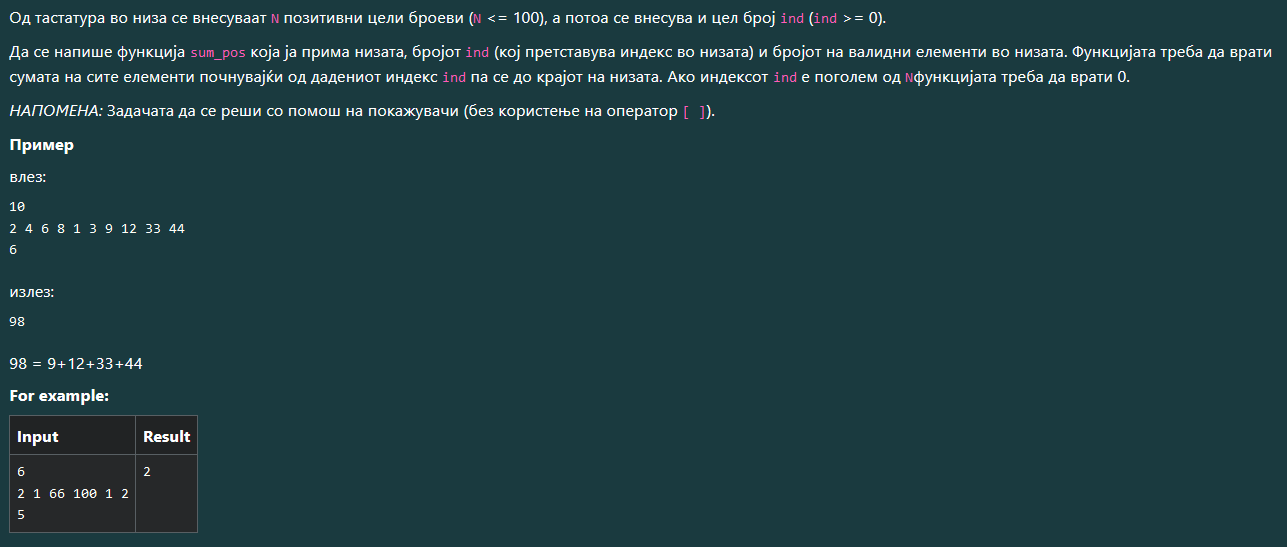 Од тастатура во низа се внесуваат N позитивни цели броеви (N <= 100), а потоа се внесува и цел број ind (ind >= 0).
Да се напише функција sum_pos која ја прима низата, бројот ind (кој претставува индекс во низата) и бројот на валидни елементи во низата. Функцијата треба да врати
сумата на сите елементи почнувајќи од дадениот индекс ind па се до крајот на низата. Ако индексот ind е поголем од Nфункцијата треба да врати 0.
НАПОМЕНА: Задачата да се реши со помош на покажувачи (без користење на оператор [ ]).
Пример
влез:
10
2 4 6 8 1 3 9 12 33 44
6
излез:
98
98 = 9+12+33+44
For example:
Input Result
6 2
2 1 66 100 1 2
5